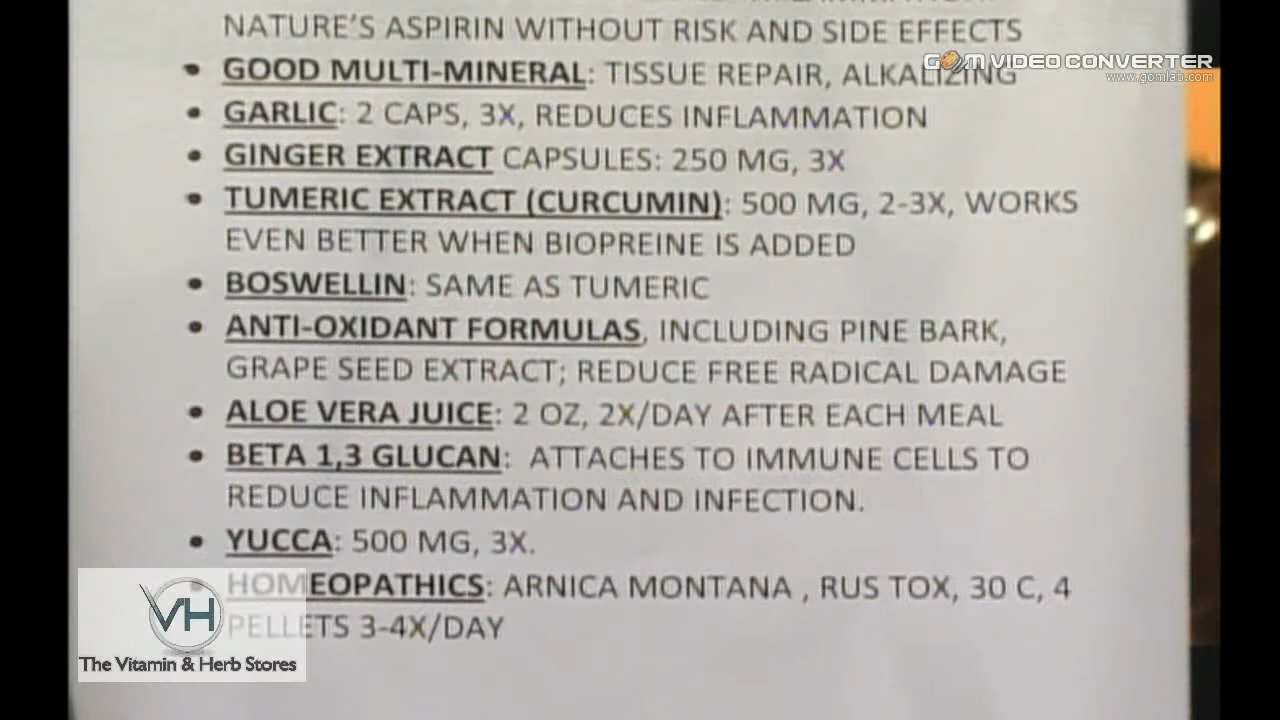 NATURE'S ASPIRIN WITHOUT RISK AND SIDE EFFECTS
GOM VIDEO CONVERTER
www.gomlab.com
• GOOD MULTI-MINERAL: TISSUE REPAIR, ALKALIZING
• GARLIC: 2 CAPS, 3X, REDUCES INFLAMMATION
• GINGER EXTRACT CAPSULES: 250 MG, 3X
• TUMERIC EXTRACT (CURCUMIN): 500 MG, 2-3X, WORKS
EVEN BETTER WHEN BIOPREINE IS ADDED
• BOSWELLIN: SAME AS TUMERIC
• ANTI-OXIDANT FORMULAS, INCLUDING PINE BARK,
GRAPE SEED EXTRACT; REDUCE FREE RADICAL DAMAGE
• ALOE VERA JUICE: 2 OZ, 2X/DAY AFTER EACH MEAL
• BETA 1,3 GLUCAN: ATTACHES TO IMMUNE CELLS TO
REDUCE INFLAMMATION AND INFECTION.
• YUCCA: 500 MG, 3X.
HOMEOPATHICS: ARNICA MONTANA , RUS TOX, 30 C, 4
PELLETS 3-4X/DAY
VH
The Vitamin & Herb Stores